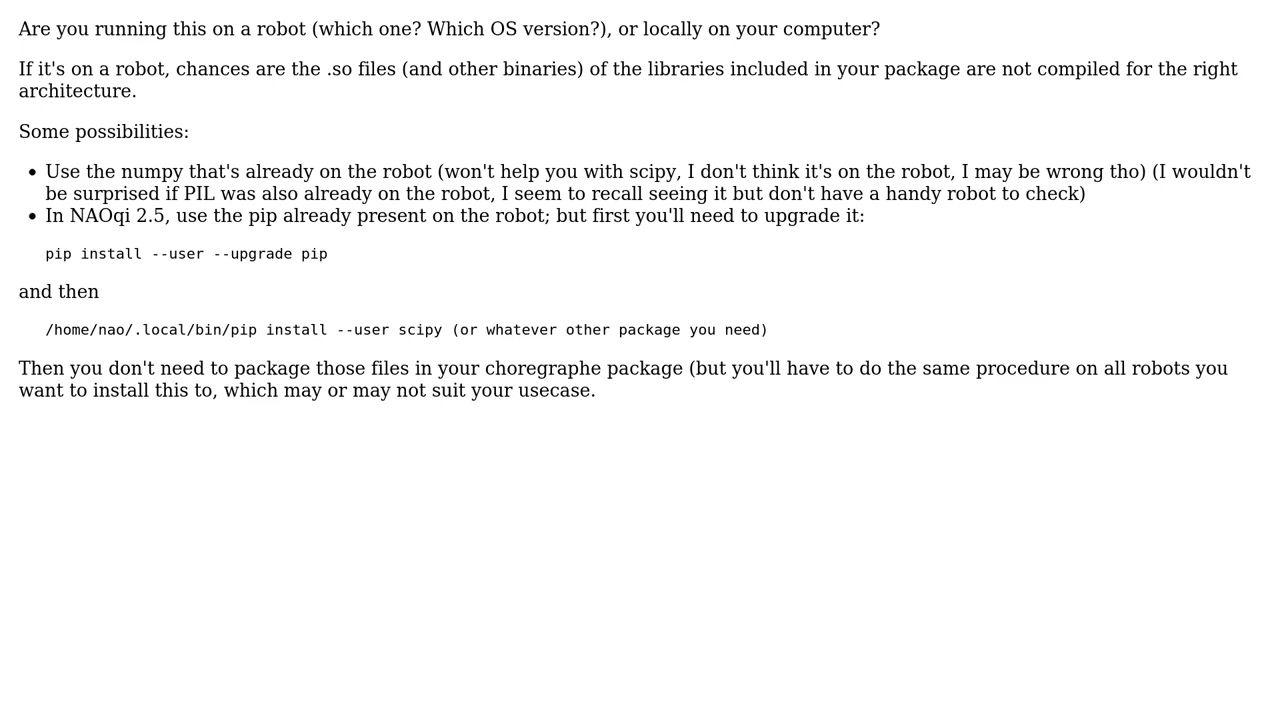 Are you running this on a robot (which one? Which OS version?), or locally on your computer?
If it's on a robot, chances are the .so files (and other binaries) of the libraries included in your package are not compiled for the right
architecture.
Some possibilities:
• Use the numpy that's already on the robot (won't help you with scipy, I don't think it's on the robot, I may be wrong tho) (I wouldn't
be surprised if PIL was also already on the robot, I seem to recall seeing it but don't have a handy robot to check)
• In NAOqi 2.5, use the pip already present on the robot; but first you'll need to upgrade it:
pip install --user --upgrade pip
and then
/home/nao/.local/bin/pip install --user scipy (or whatever other package you need)
Then you don't need to package those files in your choregraphe package (but you'll have to do the same procedure on all robots you
want to install this to, which may or may not suit your usecase.